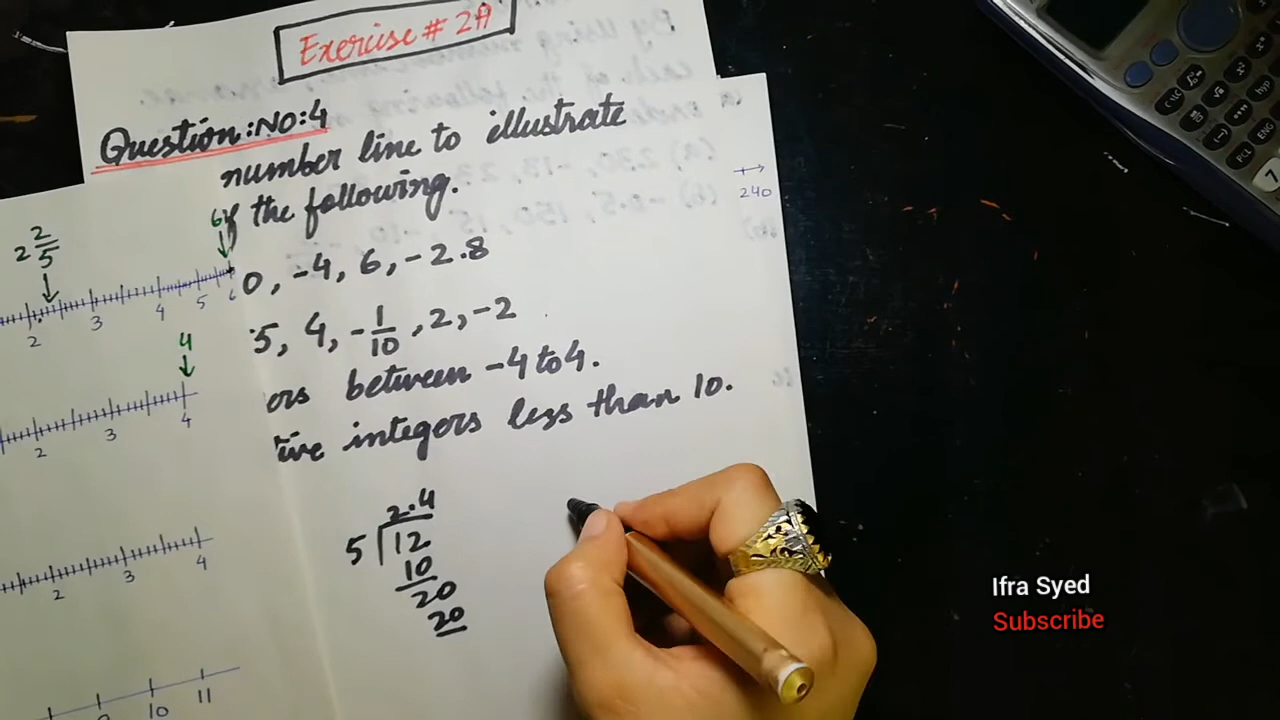 Exercise # 2A
Question:NO:4
number line to illustrate
the following.
0, -4, 6, -2.8
5, 4, -1/10, 2, -2
ors between -4 to 4.
tive integers less than 10.
2.4
5 12
10
20
20
2 2/5
6
2 3 4 5 6
4
2 3 4
2 3 4
10 11
240
Ifra Syed
Subscribe
7